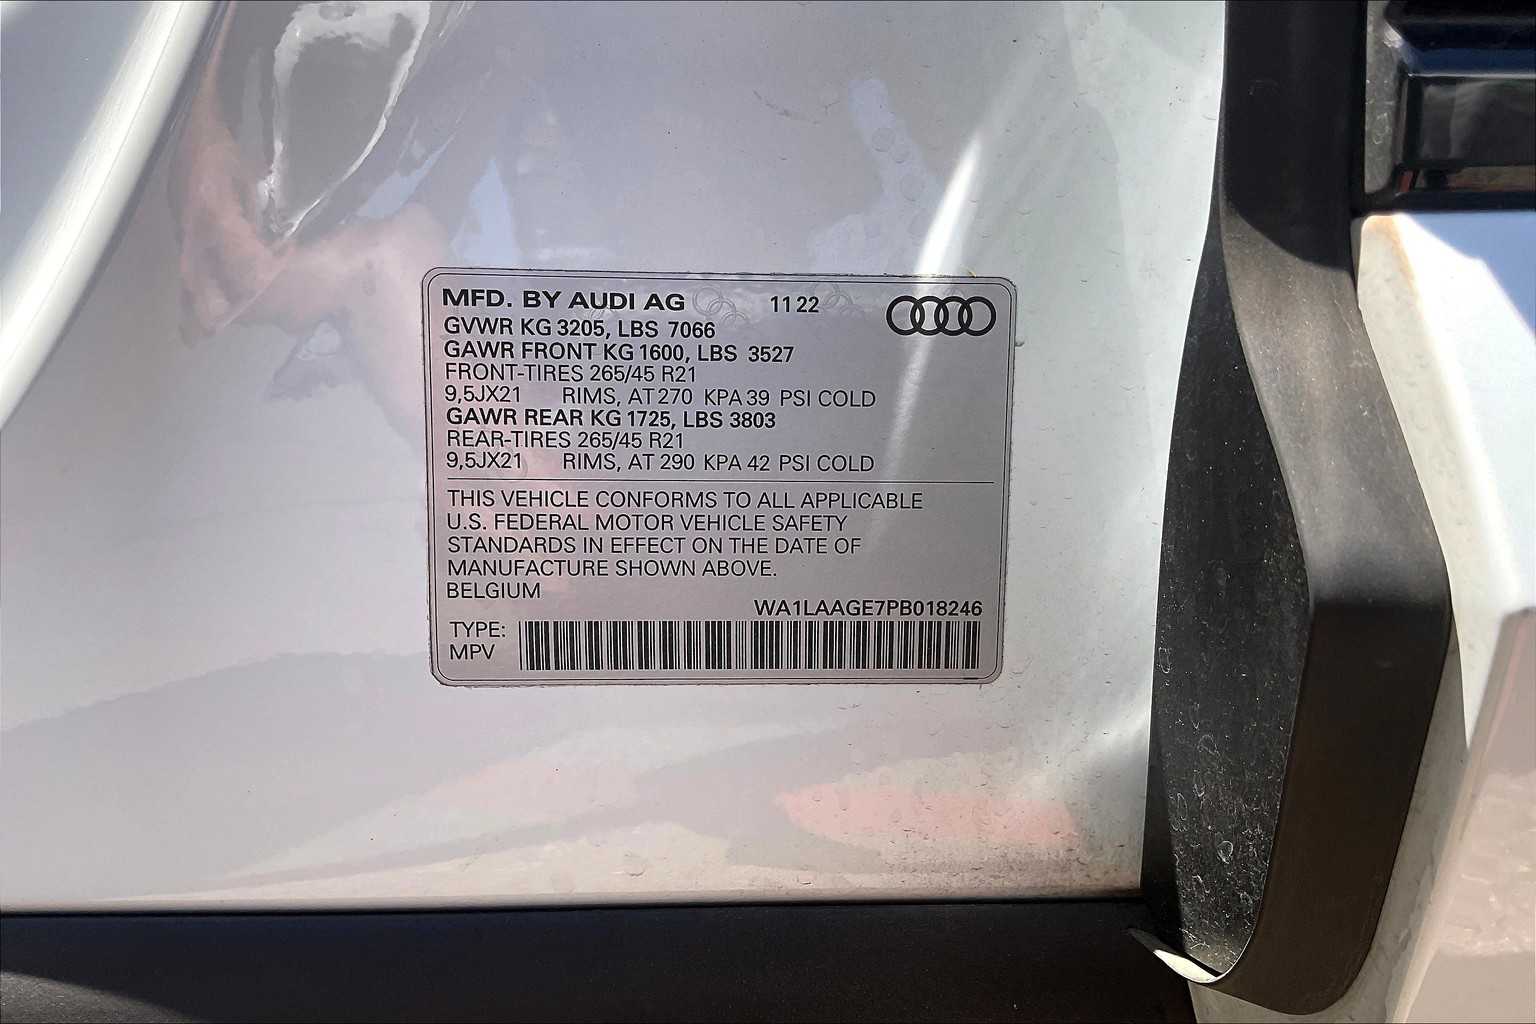 MFD. BY AUDI AG 11 22
GVWR KG 3205, LBS 7066
GAWR FRONT KG 1600, LBS 3527
FRONT-TIRES 265/45 R21
9,5JX21 RIMS, AT 270 KPA 39 PSI COLD
GAWR REAR KG 1725, LBS 3803
REAR-TIRES 265/45 R21
9,5JX21 RIMS, AT 290 KPA 42 PSI COLD
THIS VEHICLE CONFORMS TO ALL APPLICABLE
U.S. FEDERAL MOTOR VEHICLE SAFETY
STANDARDS IN EFFECT ON THE DATE OF
MANUFACTURE SHOWN ABOVE.
BELGIUM
WA1LAAGE7PB018246
TYPE:
MPV